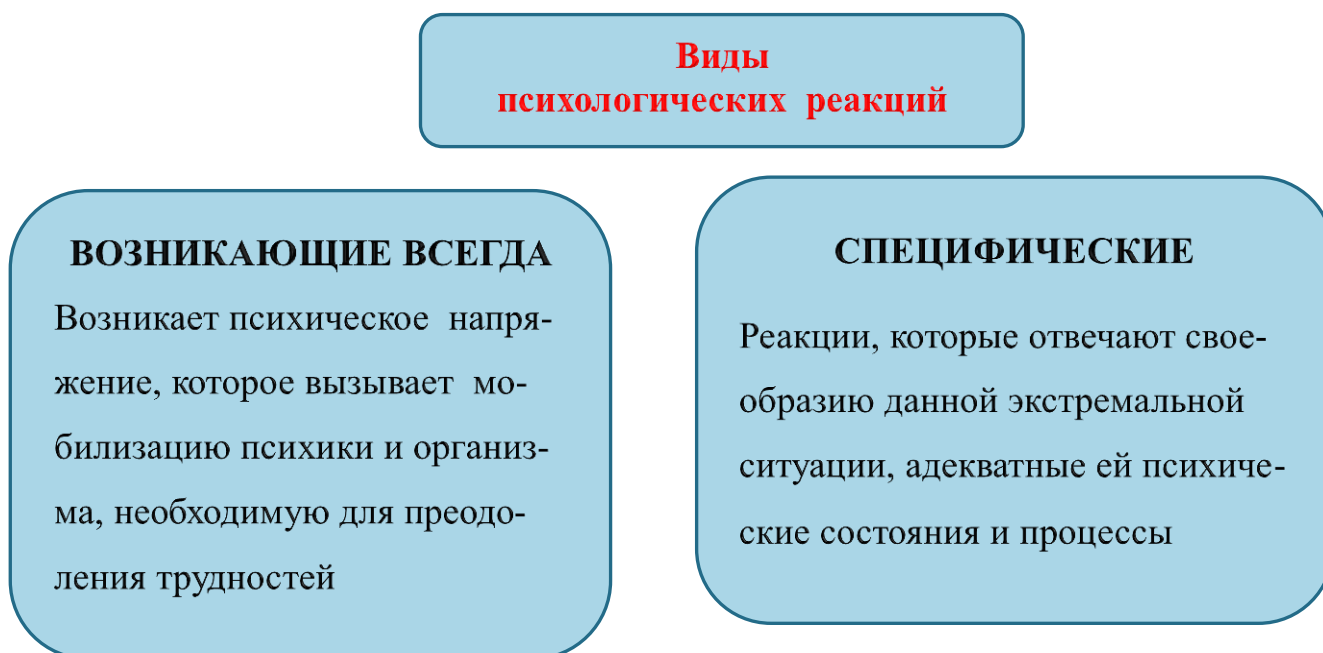 Виды
психологических реакций
ВОЗНИКАЮЩИЕ ВСЕГДА
Возникает психическое напря-
жение, которое вызывает мо-
билизацию психики и организ-
ма, необходимую для преодо-
ления трудностей
СПЕЦИФИЧЕСКИЕ
Реакции, которые отвечают свое-
образию данной экстремальной
ситуации, адекватные ей психиче-
ские состояния и процессы